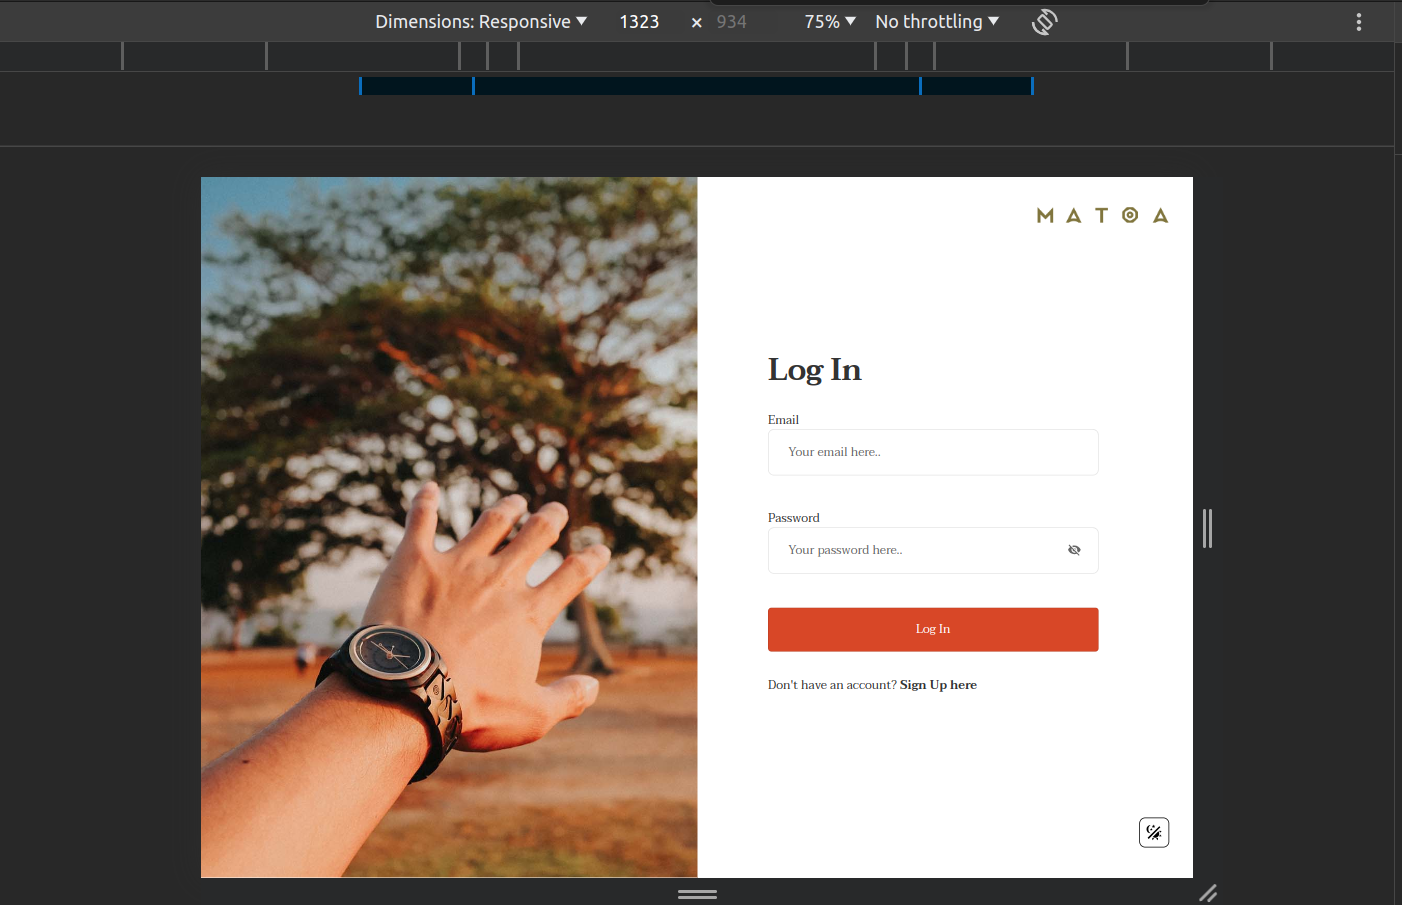 Dimensions: Responsive ▼ 1323 × 934 75% ▼ No throttling ▼
MATOA
Log In
Email
Your email here..
Password
Your password here..
Log In
Don't have an account? Sign Up here